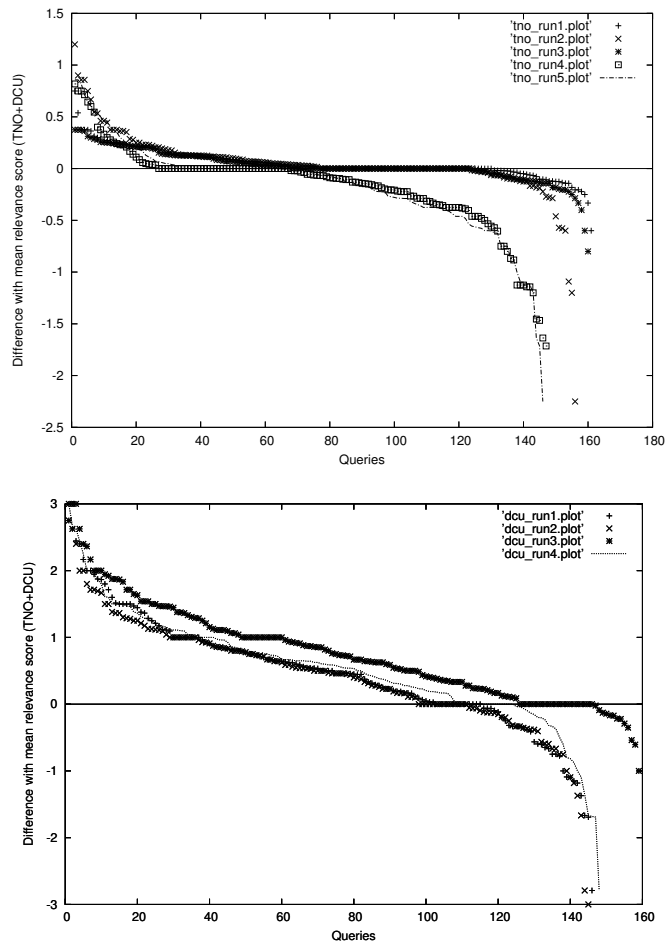 1.5
1
0.5
0
-0.5
-1
-1.5
-2
-2.5
Difference with mean relevance score (TNO+DCU)
'tno_run1.plot'
'tno_run2.plot'
'tno_run3.plot'
'tno_run4.plot'
'tno_run5.plot'
0 20 40 60 80 100 120 140 160 180
Queries
3
2
1
0
-1
-2
-3
Difference with mean relevance score (TNO+DCU)
'dcu_run1.plot'
'dcu_run2.plot'
'dcu_run3.plot'
'dcu_run4.plot'
0 20 40 60 80 100 120 140 160
Queries